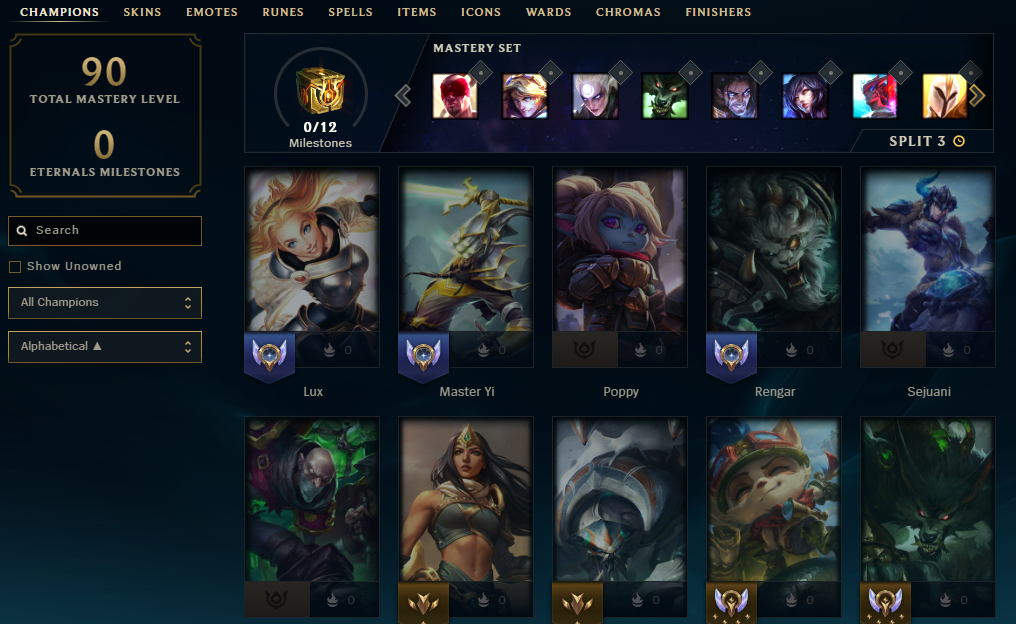 CHAMPIONS SKINS EMOTES RUNES SPELLS ITEMS ICONS WARDS CHROMAS FINISHERS
90
TOTAL MASTERY LEVEL
0
ETERNALS MILESTONES
Search
Show Unowned
All Champions
Alphabetical ▲
0/12
Milestones
MASTERY SET
SPLIT 3
0 0 0 0 0
Lux Master Yi Poppy Rengar Sejuani
0 0 0 0 0